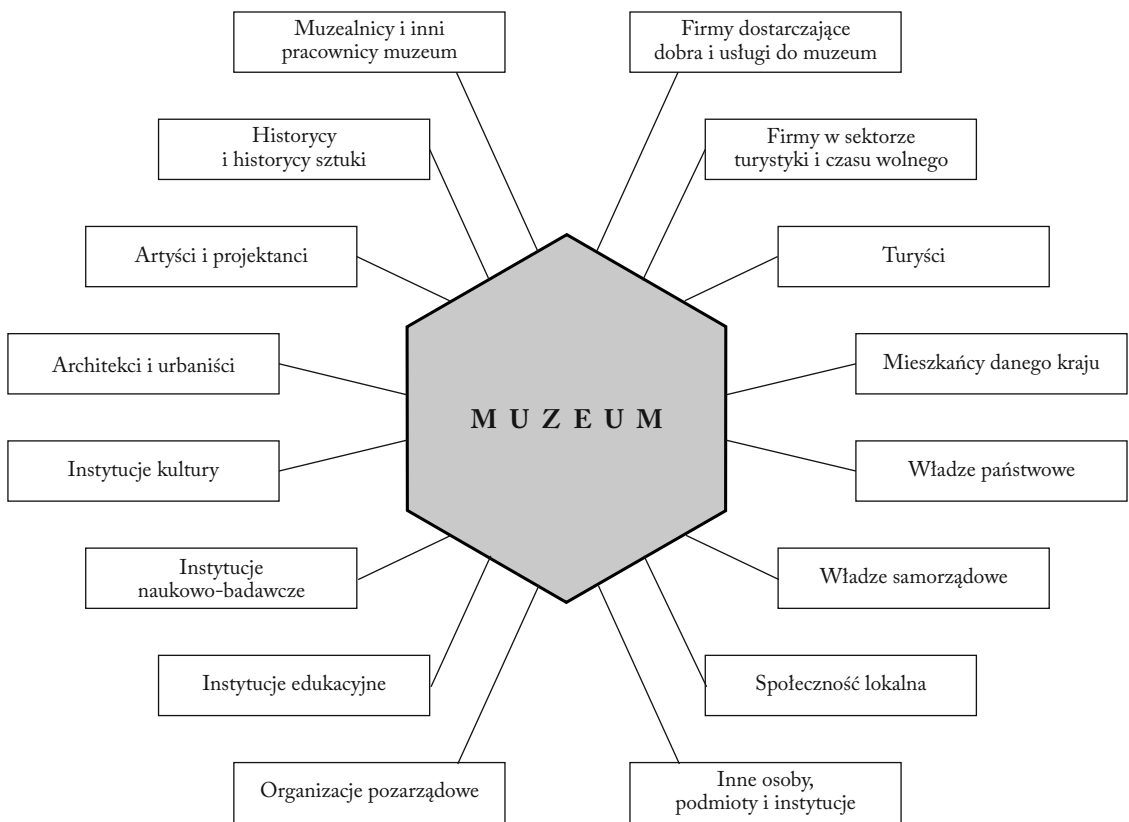 Muzealnicy i inni
pracownicy muzeum
Firmy dostarczające
dobra i usługi do muzeum
Historycy
i historycy sztuki
Firmy w sektorze
turystyki i czasu wolnego
Artyści i projektanci
Turyści
Architekci i urbaniści
Mieszkańcy danego kraju
M U Z E U M
Instytucje kultury
Władze państwowe
Instytucje
naukowo-badawcze
Władze samorządowe
Instytucje edukacyjne
Społeczność lokalna
Organizacje pozarządowe
Inne osoby,
podmioty i instytucje